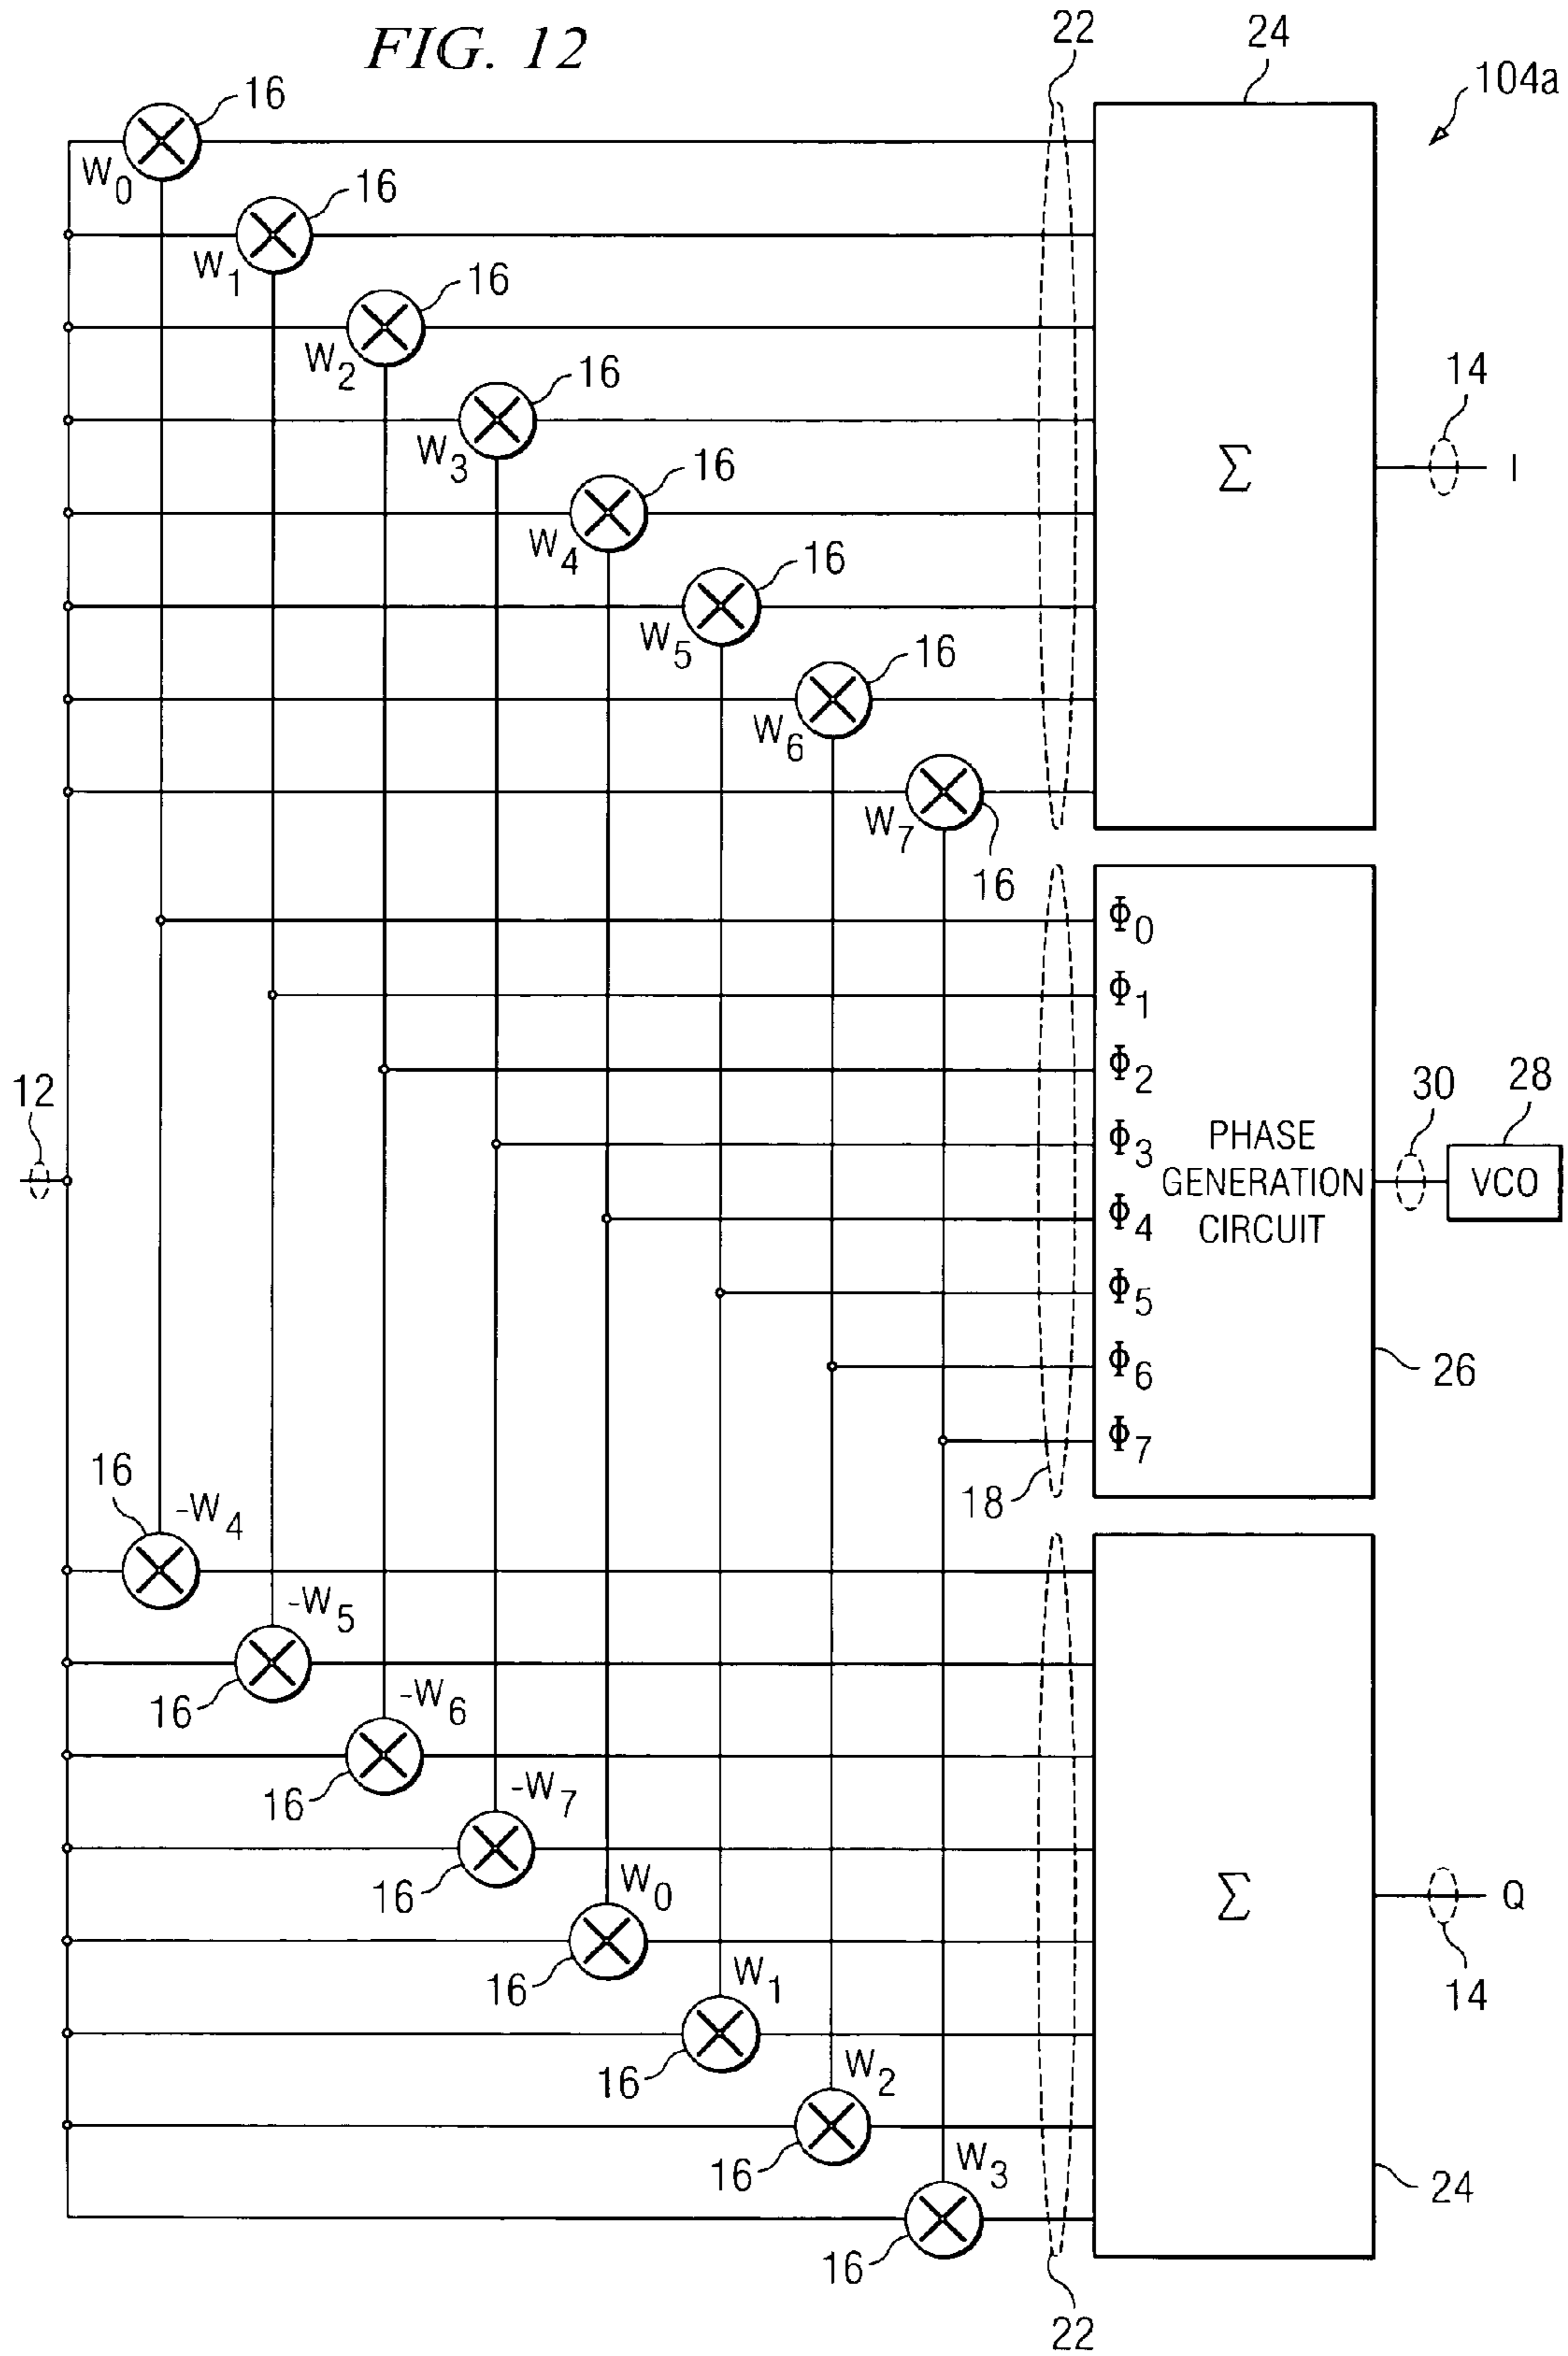 FIG. 12
22
24
104a
16
W0
16
W1
16
W2
16
W3
16
W4
16
W5
16
W6
16
W7
Σ
14
I
Φ0
Φ1
Φ2
Φ3
Φ4
Φ5
Φ6
Φ7
PHASE
GENERATION
CIRCUIT
12
30
28
VCO
26
18
16
-W4
16
-W5
16
-W6
16
-W7
16
W0
16
W1
16
W2
16
W3
Σ
Q
14
24
22